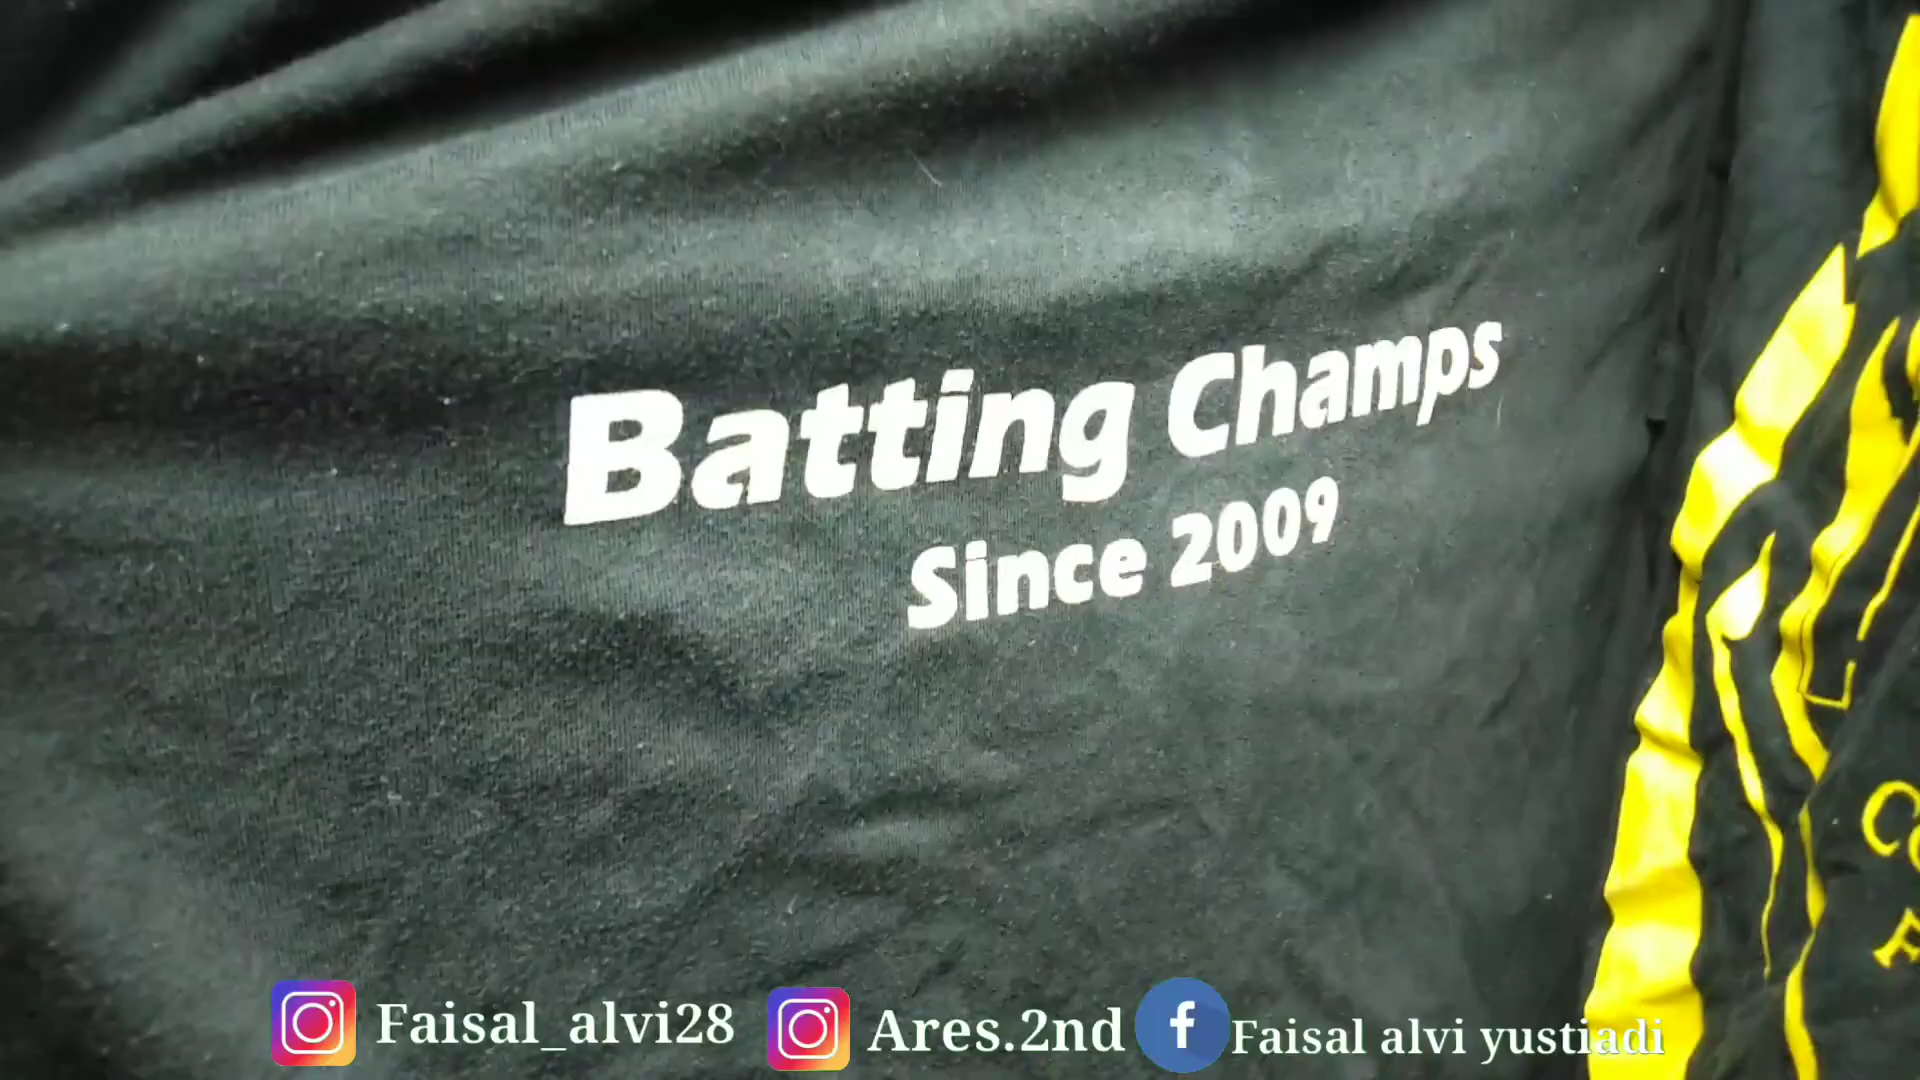 Batting Champs
Since 2009
Faisal_alvi28
Ares.2nd
Faisal alvi yustiadi